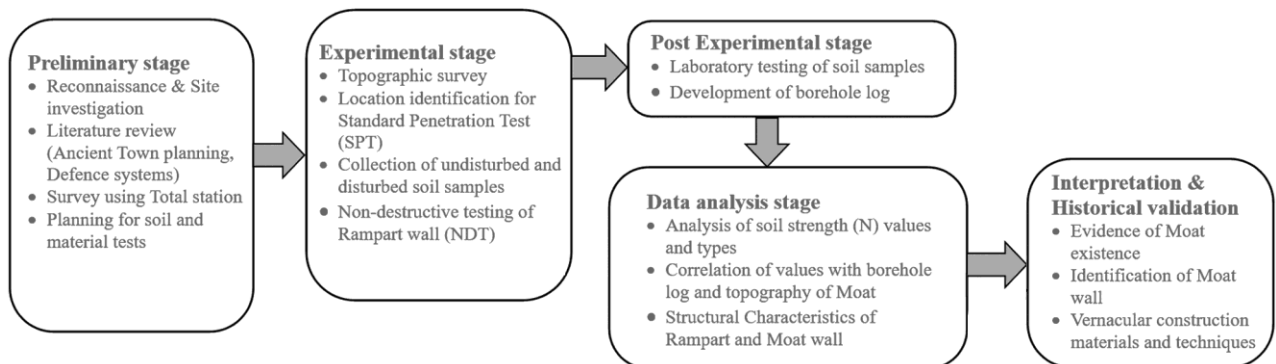 Preliminary stage
• Reconnaissance & Site
investigation
• Literature review
(Ancient Town planning,
Defence systems)
• Survey using Total station
• Planning for soil and
material tests
Experimental stage
• Topographic survey
• Location identification for
Standard Penetration Test
(SPT)
• Collection of undisturbed and
disturbed soil samples
• Non-destructive testing of
Rampart wall (NDT)
Post Experimental stage
• Laboratory testing of soil samples
• Development of borehole log
Data analysis stage
• Analysis of soil strength (N) values
and types
• Correlation of values with borehole
log and topography of Moat
• Structural Characteristics of
Rampart and Moat wall
Interpretation &
Historical validation
• Evidence of Moat
existence
• Identification of Moat
wall
• Vernacular construction
materials and techniques